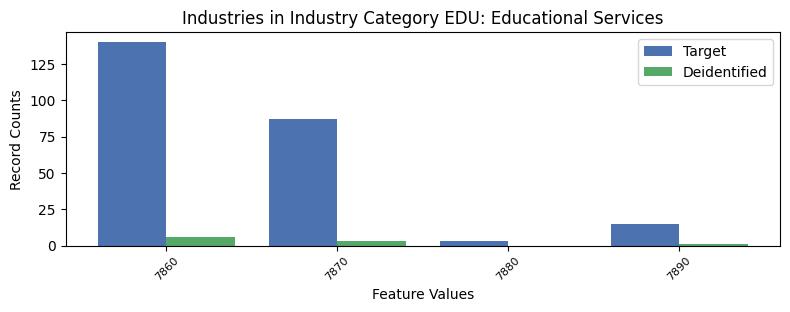 Industries in Industry Category EDU: Educational Services
Target
Deidentified
Record Counts
125
100
75
50
25
0
7860
7870
7880
7890
Feature Values